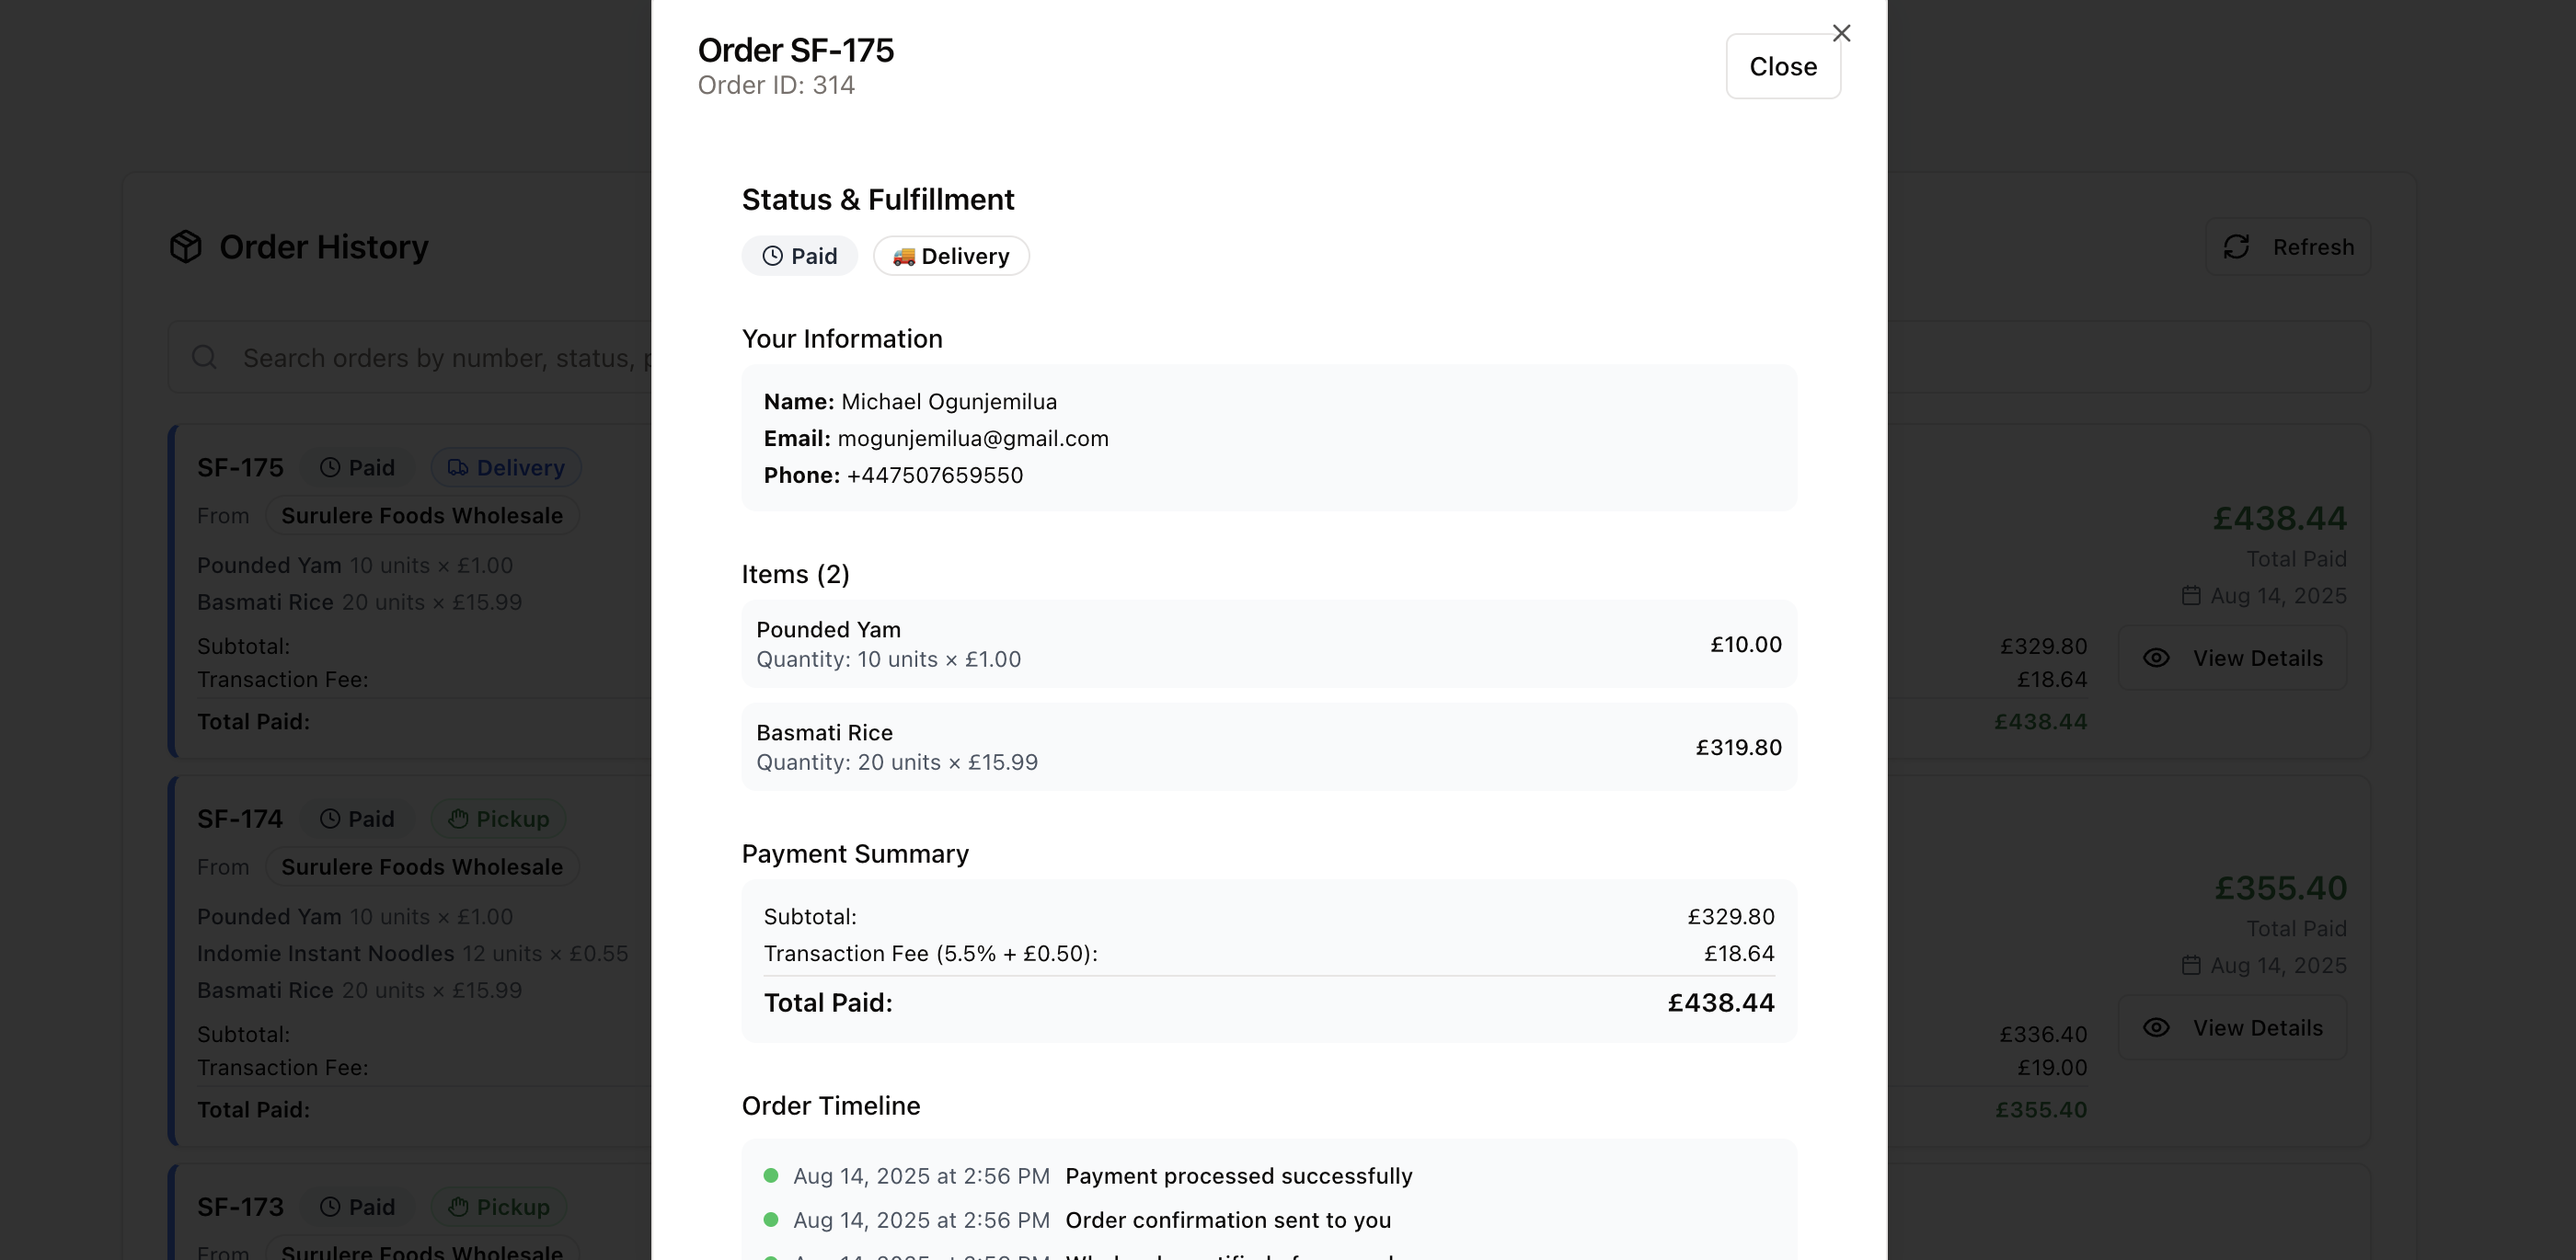 Order SF-175
Order ID: 314
Close
Status & Fulfillment
Paid
🚚 Delivery
Your Information
Name: Michael Ogunjemilua
Email: mogunjemilua@gmail.com
Phone: +447507659550
Items (2)
Pounded Yam
Quantity: 10 units × £1.00
£10.00
Basmati Rice
Quantity: 20 units × £15.99
£319.80
Payment Summary
Subtotal: £329.80
Transaction Fee (5.5% + £0.50): £18.64
Total Paid: £438.44
Order Timeline
Aug 14, 2025 at 2:56 PM Payment processed successfully
Aug 14, 2025 at 2:56 PM Order confirmation sent to you
Order History
Refresh
Search orders by number, status,
SF-175 Paid Delivery
From Surulere Foods Wholesale
Pounded Yam 10 units × £1.00
Basmati Rice 20 units × £15.99
Subtotal: £329.80
Transaction Fee: £18.64
Total Paid: £438.44
£438.44
Total Paid
Aug 14, 2025
View Details
SF-174 Paid Pickup
From Surulere Foods Wholesale
Pounded Yam 10 units × £1.00
Indomie Instant Noodles 12 units × £0.55
Basmati Rice 20 units × £15.99
Subtotal: £336.40
Transaction Fee: £19.00
Total Paid: £355.40
£355.40
Total Paid
Aug 14, 2025
View Details
SF-173 Paid Pickup
From Surulere Foods Wholesale